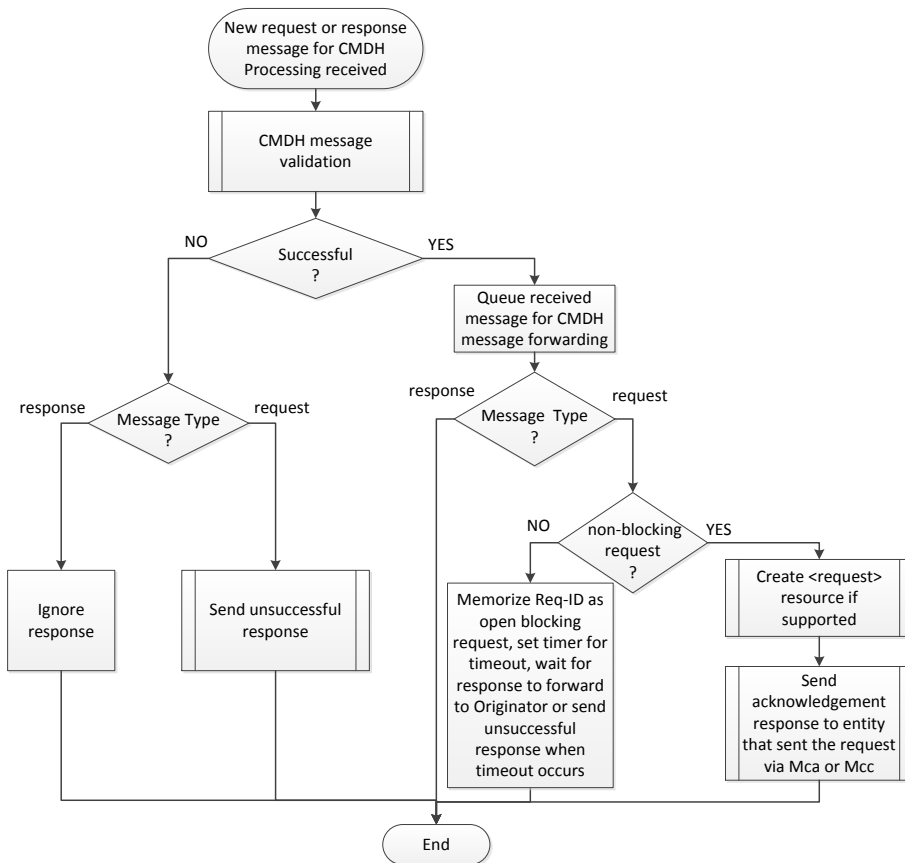 New request or response
message for CMDH
Processing received
CMDH message
validation
NO
YES
Successful
?
Queue received
message for CMDH
message forwarding
response
request
response
request
Message Type
?
Message Type
?
NO
YES
non-blocking
request
?
Ignore
response
Send unsuccessful
response
Memorize Req-ID as
open blocking
request, set timer for
timeout, wait for
response to forward
to Originator or send
unsuccessful
response when
timeout occurs
Create <request>
resource if
supported
Send
acknowledgement
response to entity
that sent the request
via Mca or Mcc
End